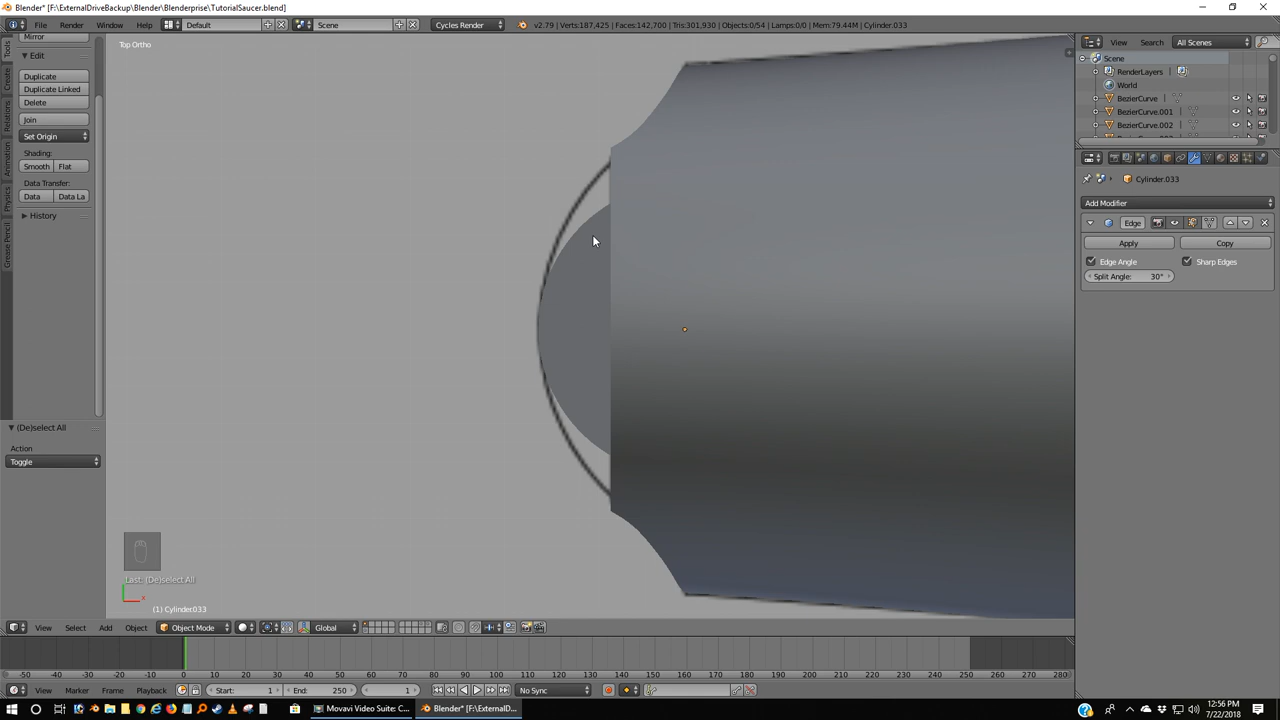 Blender* [F:\ExternalDriveBackup\Blender\Blenderprise\TutorialSaucer.blend]
File Render Window Help Default Scene Cycles Render v2.79 | Verts:187,425 | Faces:142,700 | Tris:301,930 | Objects:0/54 | Lamps:0/0 | Mem:79.44M | Cylinder.033
View Search All Scenes
Mirror
Edit
Duplicate
Duplicate Linked
Delete
Join
Set Origin
Shading:
Smooth Flat
Data Transfer:
Data Data La
History
(De)select All
Action
Toggle
Tools
Create
Relations
Animation
Physics
Grease Pencil
Top Ortho
Last: (De)select All
x
(1) Cylinder.033
Scene
RenderLayers
World
BezierCurve
BezierCurve.001
BezierCurve.002
Cylinder.033
Add Modifier
Edge
Apply Copy
Edge Angle Sharp Edges
Split Angle: 30°
View Select Add Object Object Mode Global
-50 -40 -30 -20 -10 0 10 20 30 40 50 60 70 80 90 100 110 120 130 140 150 160 170 180 190 200 210 220 230 240 250 260 270 280
View Marker Frame Playback Start: 1 End: 250 1 No Sync
Movavi Video Suite: C... Blender* [F:\ExternalD... 12:56 PM
7/22/2018